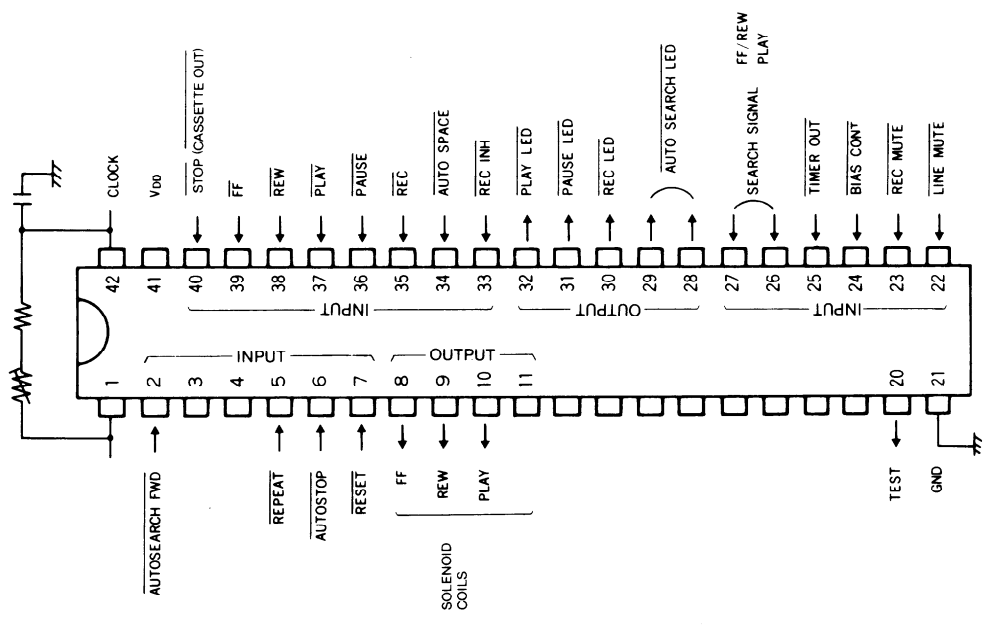 CLOCK
VDD
STOP (CASSETTE OUT)
FF
REW
PLAY
PAUSE
REC
AUTO SPACE
REC INH
PLAY LED
PAUSE LED
REC LED
AUTO SEARCH LED
SEARCH SIGNAL
FF/REW
PLAY
TIMER OUT
BIAS CONT
REC MUTE
LINE MUTE
42
41
40
39
38
37
36
35
34
33
32
31
30
29
28
27
26
25
24
23
22
INPUT
OUTPUT
INPUT
INPUT
OUTPUT
1
2
3
4
5
6
7
8
9
10
11
20
21
AUTOSEARCH FWD
REPEAT
AUTOSTOP
RESET
FF
REW
PLAY
SOLENOID
COILS
TEST
GND